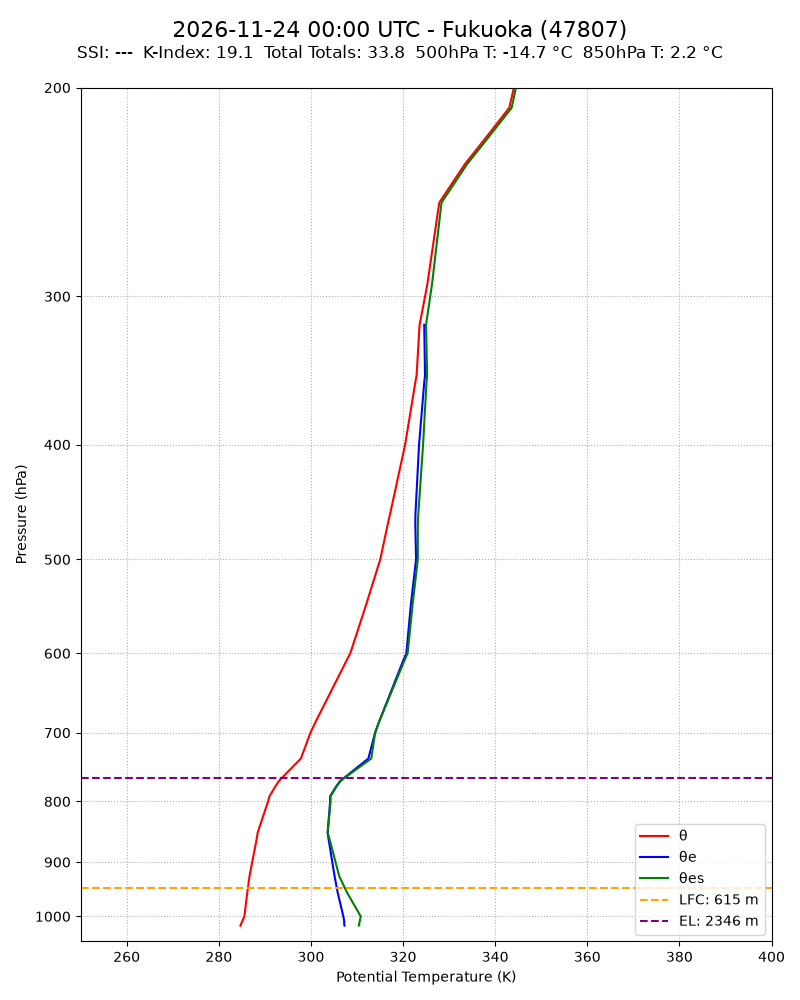 2026-11-24 00:00 UTC - Fukuoka (47807)
SSI: ---  K-Index: 19.1  Total Totals: 33.8  500hPa T: -14.7 °C  850hPa T: 2.2 °C
200
300
400
500
600
700
800
900
1000
Pressure (hPa)
θ
θe
θes
LFC: 615 m
EL: 2346 m
260 280 300 320 340 360 380 400
Potential Temperature (K)